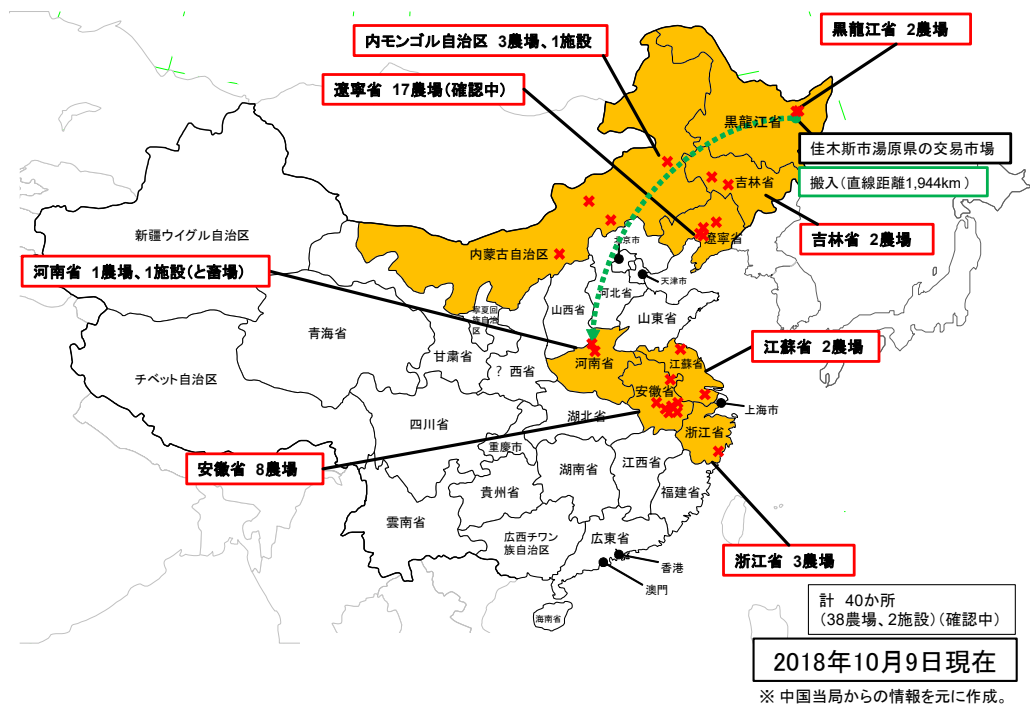 黒龍江省 2農場
内モンゴル自治区 3農場、1施設
遼寧省 17農場(確認中)
黒龍江省
佳木斯市湯原県の交易市場
搬入(直線距離1,944km)
吉林省
吉林省 2農場
新疆ウイグル自治区
遼寧省
北京市
内蒙古自治区
河南省 1農場、1施設(と畜場)
天津市
河北省
寧夏回
族自治
区
山西省
山東省
青海省
甘粛省
河南省
江蘇省
江蘇省 2農場
? 西省
チベット自治区
安徽省
上海市
四川省
湖北省
浙江省
重慶市
安徽省 8農場
湖南省
江西省
貴州省
福建省
雲南省
広西チワン
族自治区
広東省
香港
浙江省 3農場
澳門
海南省
計 40か所
(38農場、2施設)(確認中)
2018年10月9日現在
※ 中国当局からの情報を元に作成。